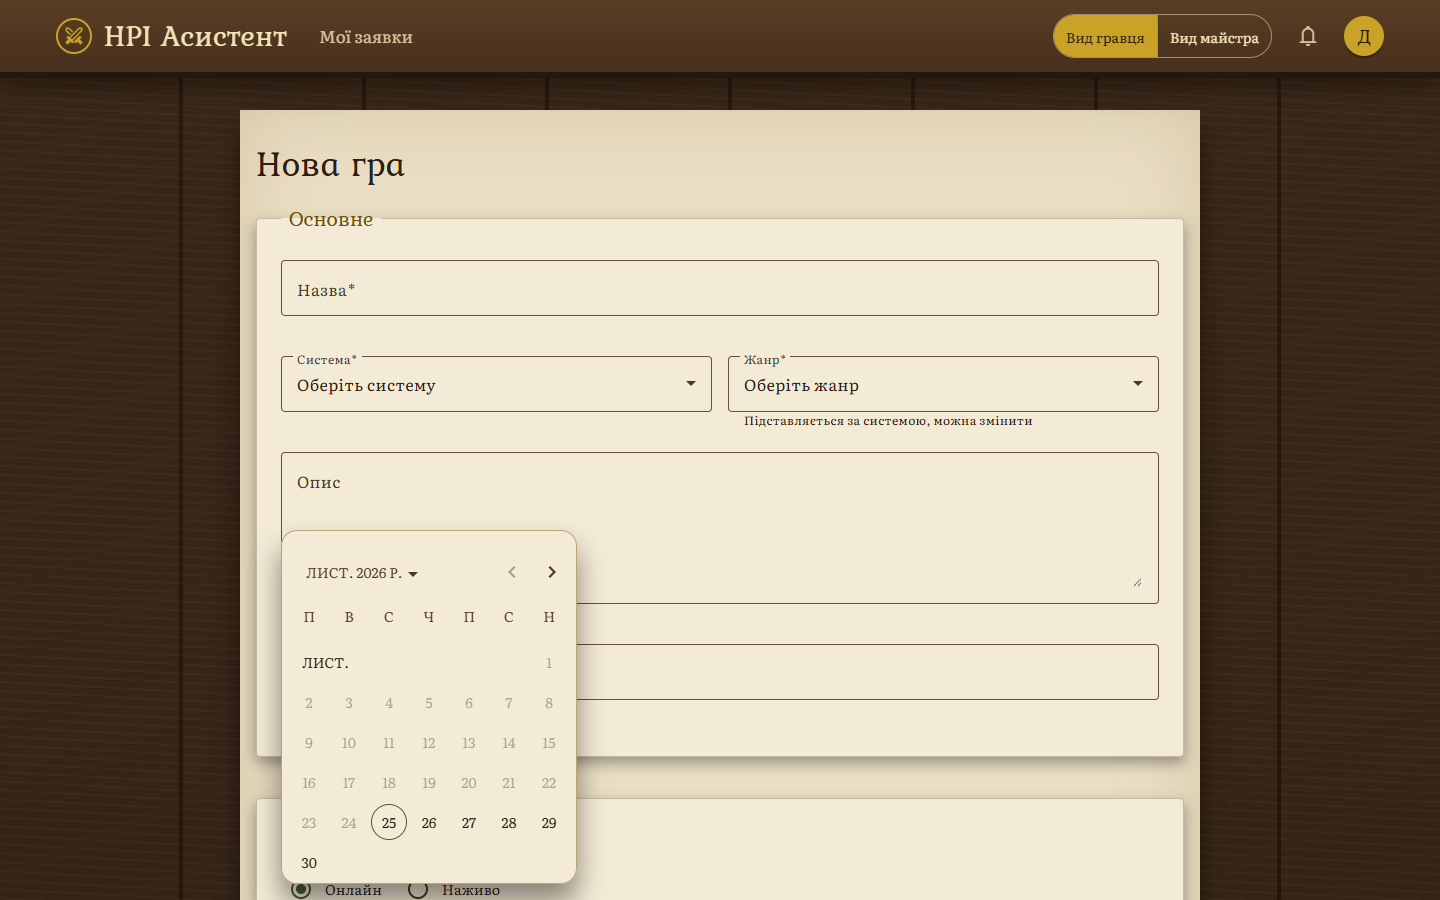 НРІ Асистент
Мої заявки
Вид гравця
Вид майстра
Д
Нова гра
Основне
Назва*
Система*
Оберіть систему
Жанр*
Оберіть жанр
Підставляється за системою, можна змінити
Опис
ЛИСТ. 2026 Р.
П В С Ч П С Н
ЛИСТ. 1
2 3 4 5 6 7 8
9 10 11 12 13 14 15
16 17 18 19 20 21 22
23 24 25 26 27 28 29
30
Онлайн
Наживо